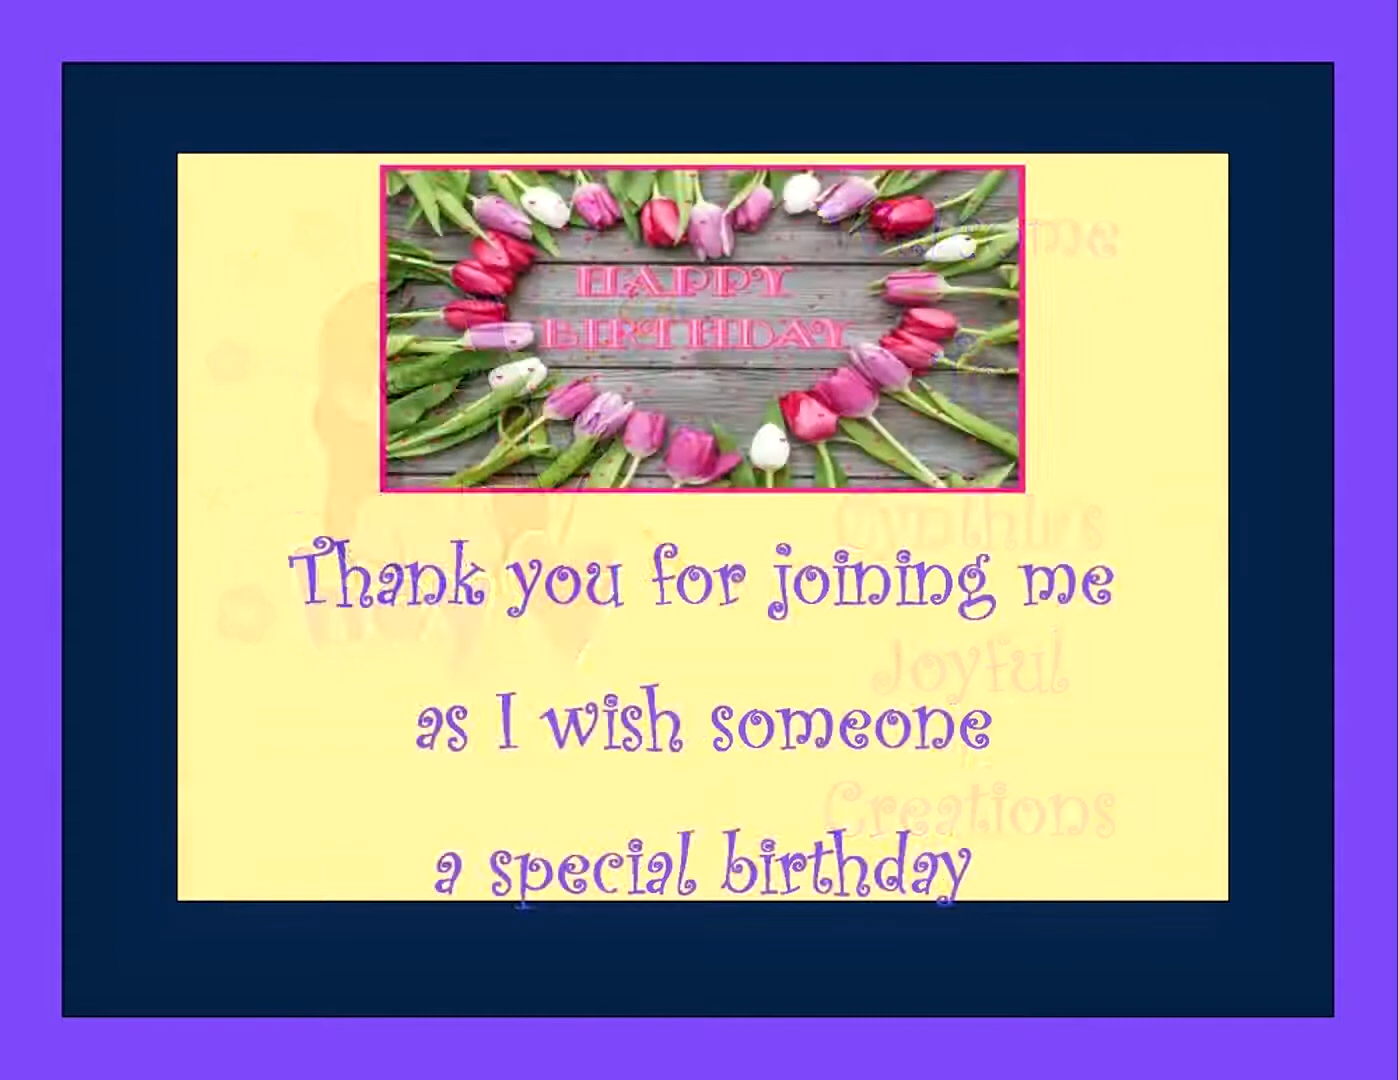 HAPPY
BIRTHDAY
Thank you for joining me
as I wish someone
a special birthday
Joyful
Creations